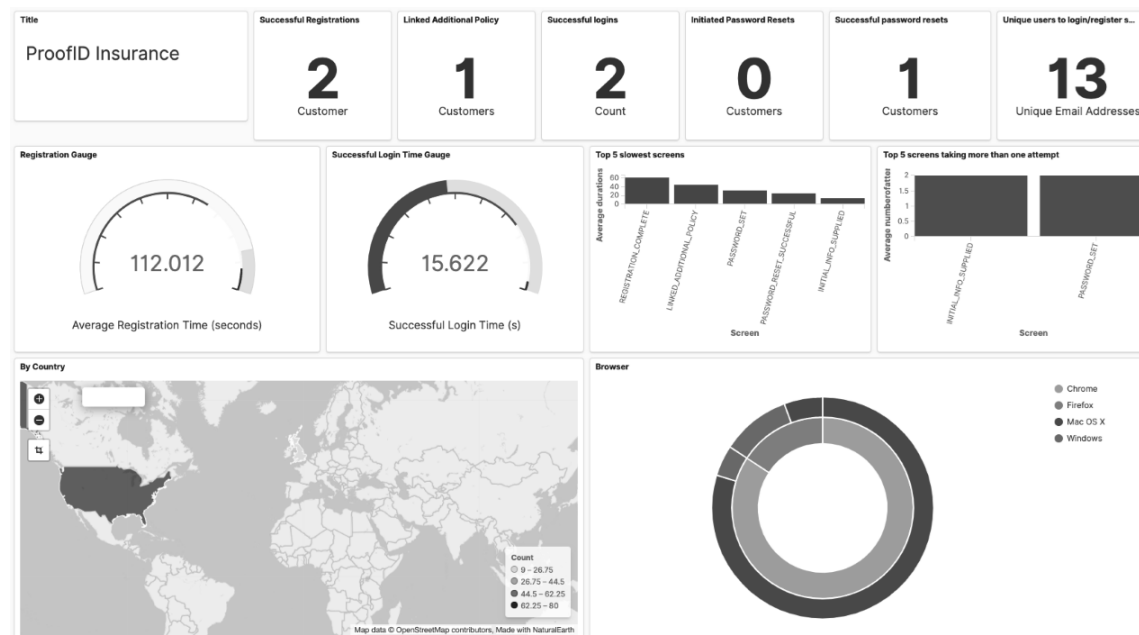 Title
ProofID Insurance
Successful Registrations
2
Customer
Linked Additional Policy
1
Customers
Successful logins
2
Count
Initiated Password Resets
0
Customers
Successful password resets
1
Customers
Unique users to login/register s...
13
Unique Email Addresses
Registration Gauge
112.012
Average Registration Time (seconds)
Successful Login Time Gauge
15.622
Successful Login Time (s)
Top 5 slowest screens
Average durations
60
40
20
0
REGISTRATION_COMPLETE
LINKED_ADDITIONAL_POLICY
PASSWORD_SET
PASSWORD_RESET_SUCCESSFUL
INITIAL_INFO_SUPPLIED
Screen
Top 5 screens taking more than one attempt
Average numberofatter
2
1.5
1
0.5
0
INITIAL_INFO_SUPPLIED
PASSWORD_SET
Screen
By Country
Count
9 – 26.75
26.75 – 44.5
44.5 – 62.25
62.25 – 80
Map data © OpenStreetMap contributors, Made with NaturalEarth
Browser
Chrome
Firefox
Mac OS X
Windows